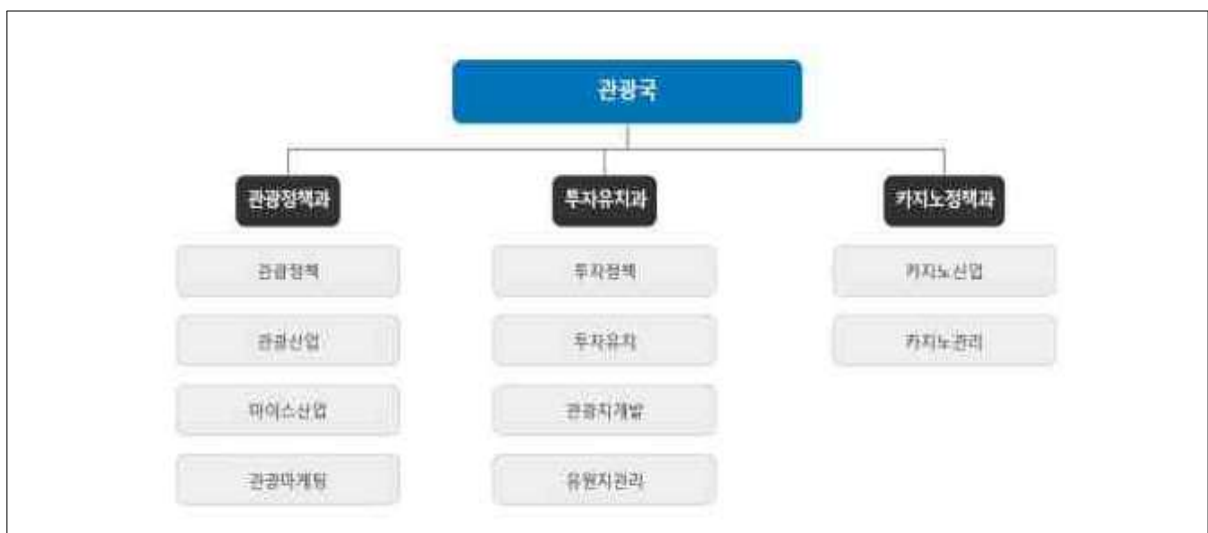 관광국
관광정책과
투자유치과
카지노정책과
관광정책
투자정책
카지노산업
관광산업
투자유치
카지노관리
마이스산업
관광지개발
관광마케팅
유원지관리